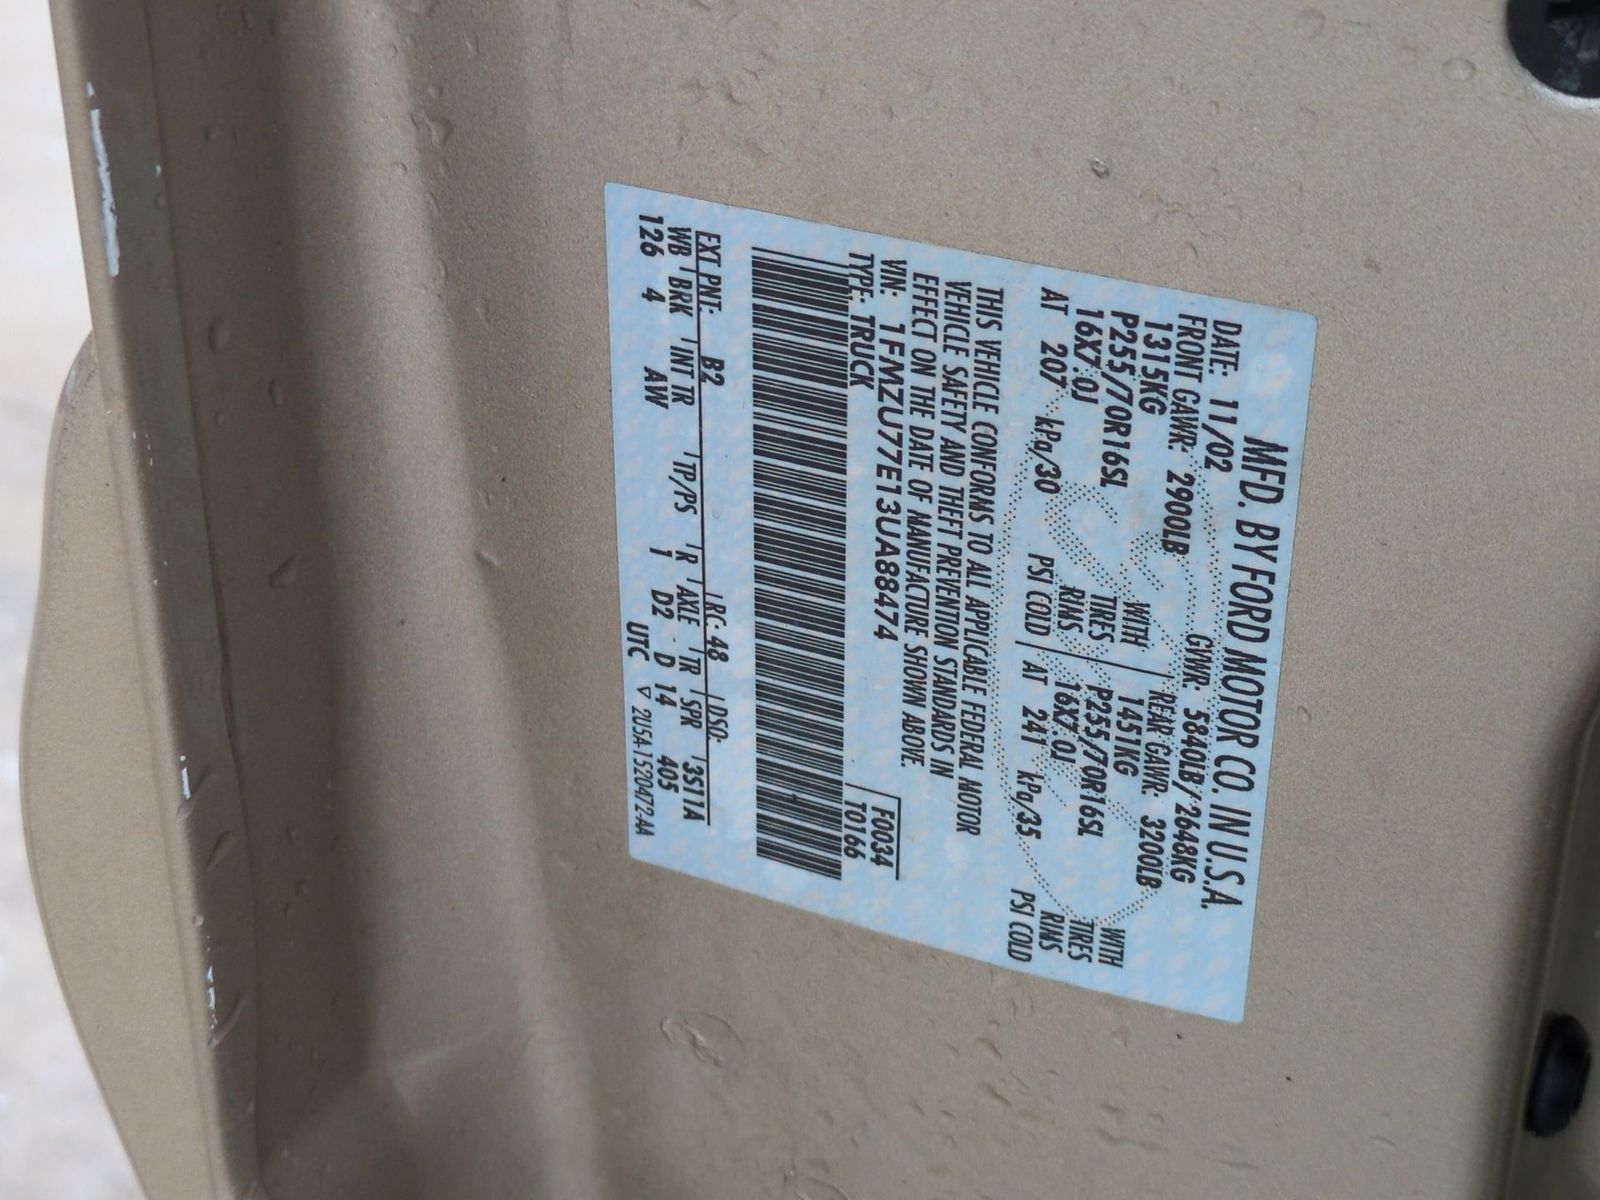 MFD. BY FORD MOTOR CO. IN U.S.A.
DATE: 11/02 GVWR: 5840LB/2648KG
FRONT GAWR: 2900LB REAR GAWR: 3200LB
1315KG WITH 1451KG WITH
P255/70R16SL TIRES P255/70R16SL TIRES
16X7.0J RIMS 16X7.0J RIMS
AT 207 kPa/30 PSI COLD AT 241 kPa/35 PSI COLD
THIS VEHICLE CONFORMS TO ALL APPLICABLE FEDERAL MOTOR
VEHICLE SAFETY AND THEFT PREVENTION STANDARDS IN
EFFECT ON THE DATE OF MANUFACTURE SHOWN ABOVE.
VIN: 1FMZU77E13UA88474 F0034
TYPE: TRUCK T0166
EXT PNT: B2 RC: 48 DSO: 3S11A
WB BRK INT TR TP/PS R AXLE TR SPR
126 4 AW I D2 D 14 405
UTC ▽ 2U5A-1520472-AA